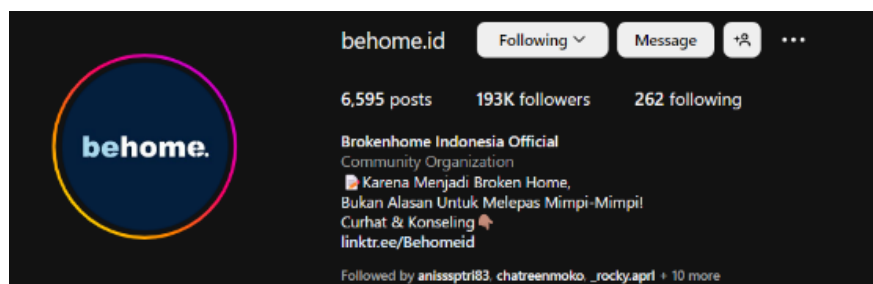 behome.id Following Message
6,595 posts 193K followers 262 following
behome.
Brokenhome Indonesia Official
Community Organization
📝Karena Menjadi Broken Home,
Bukan Alasan Untuk Melepas Mimpi-Mimpi!
Curhat & Konseling👇🏽
linktr.ee/Behomeid
Followed by anisssptri83, chatreenmoko, _rocky.aprl + 10 more